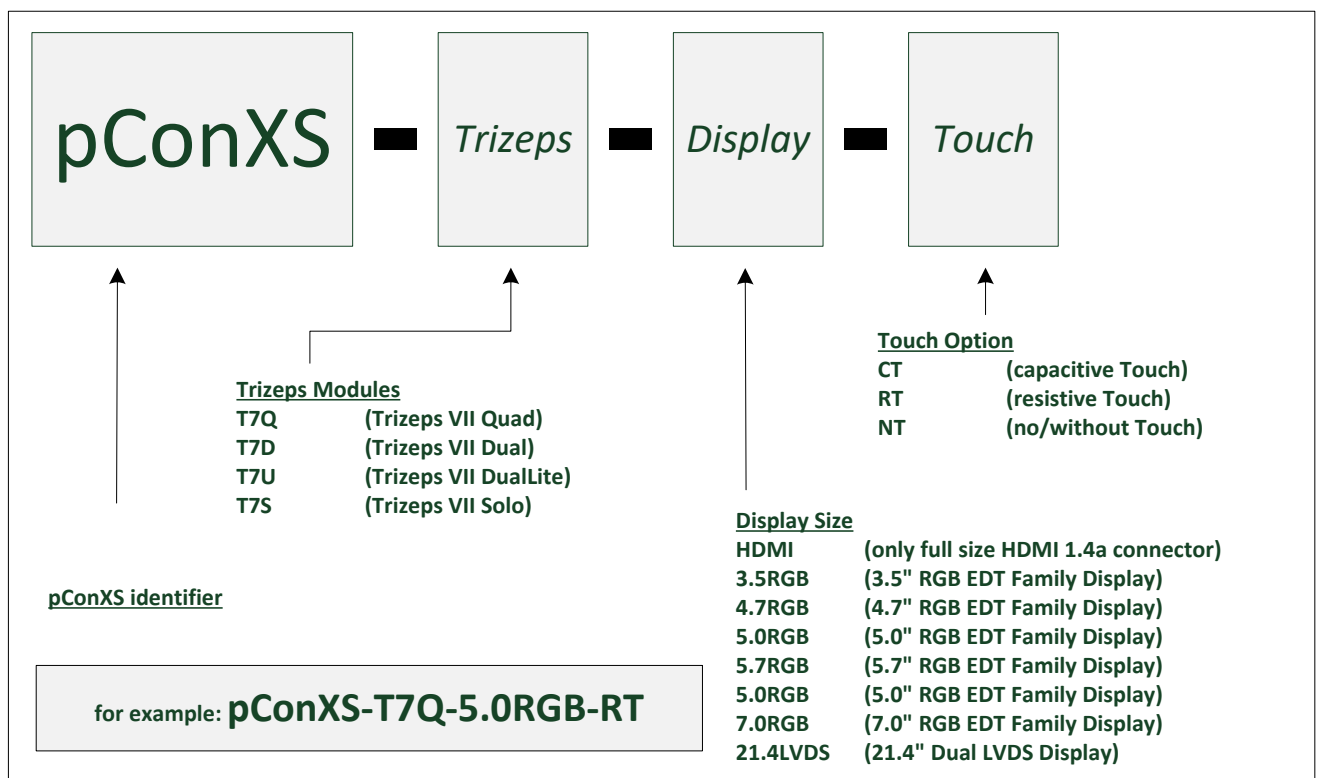 pConXS - Trizeps - Display - Touch
Touch Option
CT (capacitive Touch)
RT (resistive Touch)
NT (no/without Touch)
Trizeps Modules
T7Q (Trizeps VII Quad)
T7D (Trizeps VII Dual)
T7U (Trizeps VII DualLite)
T7S (Trizeps VII Solo)
Display Size
HDMI (only full size HDMI 1.4a connector)
3.5RGB (3.5" RGB EDT Family Display)
4.7RGB (4.7" RGB EDT Family Display)
5.0RGB (5.0" RGB EDT Family Display)
5.7RGB (5.7" RGB EDT Family Display)
5.0RGB (5.0" RGB EDT Family Display)
7.0RGB (7.0" RGB EDT Family Display)
21.4LVDS (21.4" Dual LVDS Display)
pConXS identifier
for example: pConXS-T7Q-5.0RGB-RT